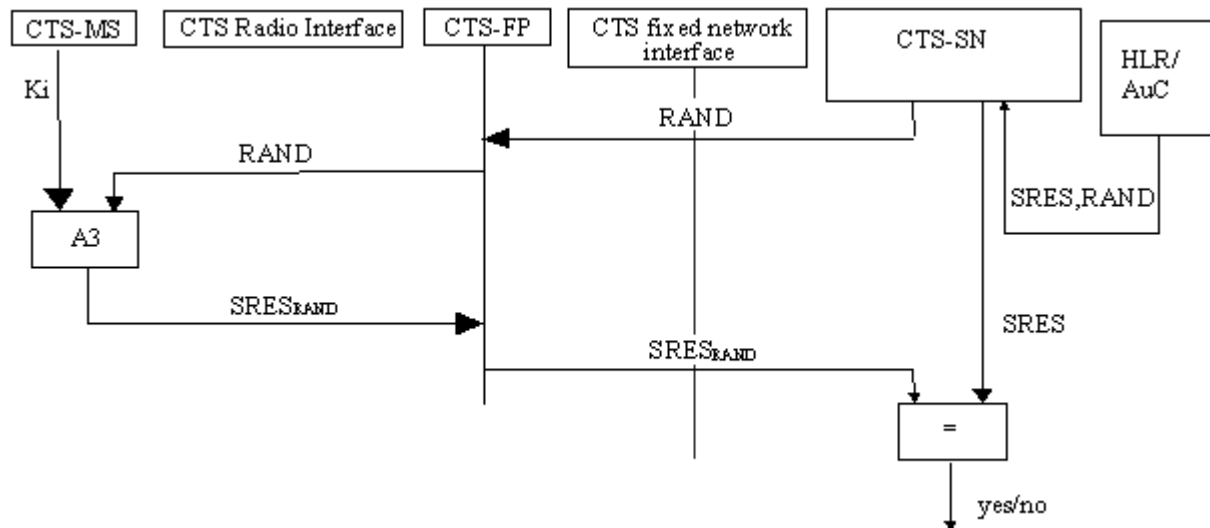 CTS-MS
CTS Radio Interface
CTS-FP
CTS fixed network
interface
CTS-SN
HLR/
AuC
Ki
RAND
RAND
SRES,RAND
A3
SRESRAND
SRES
SRESRAND
=
yes/no